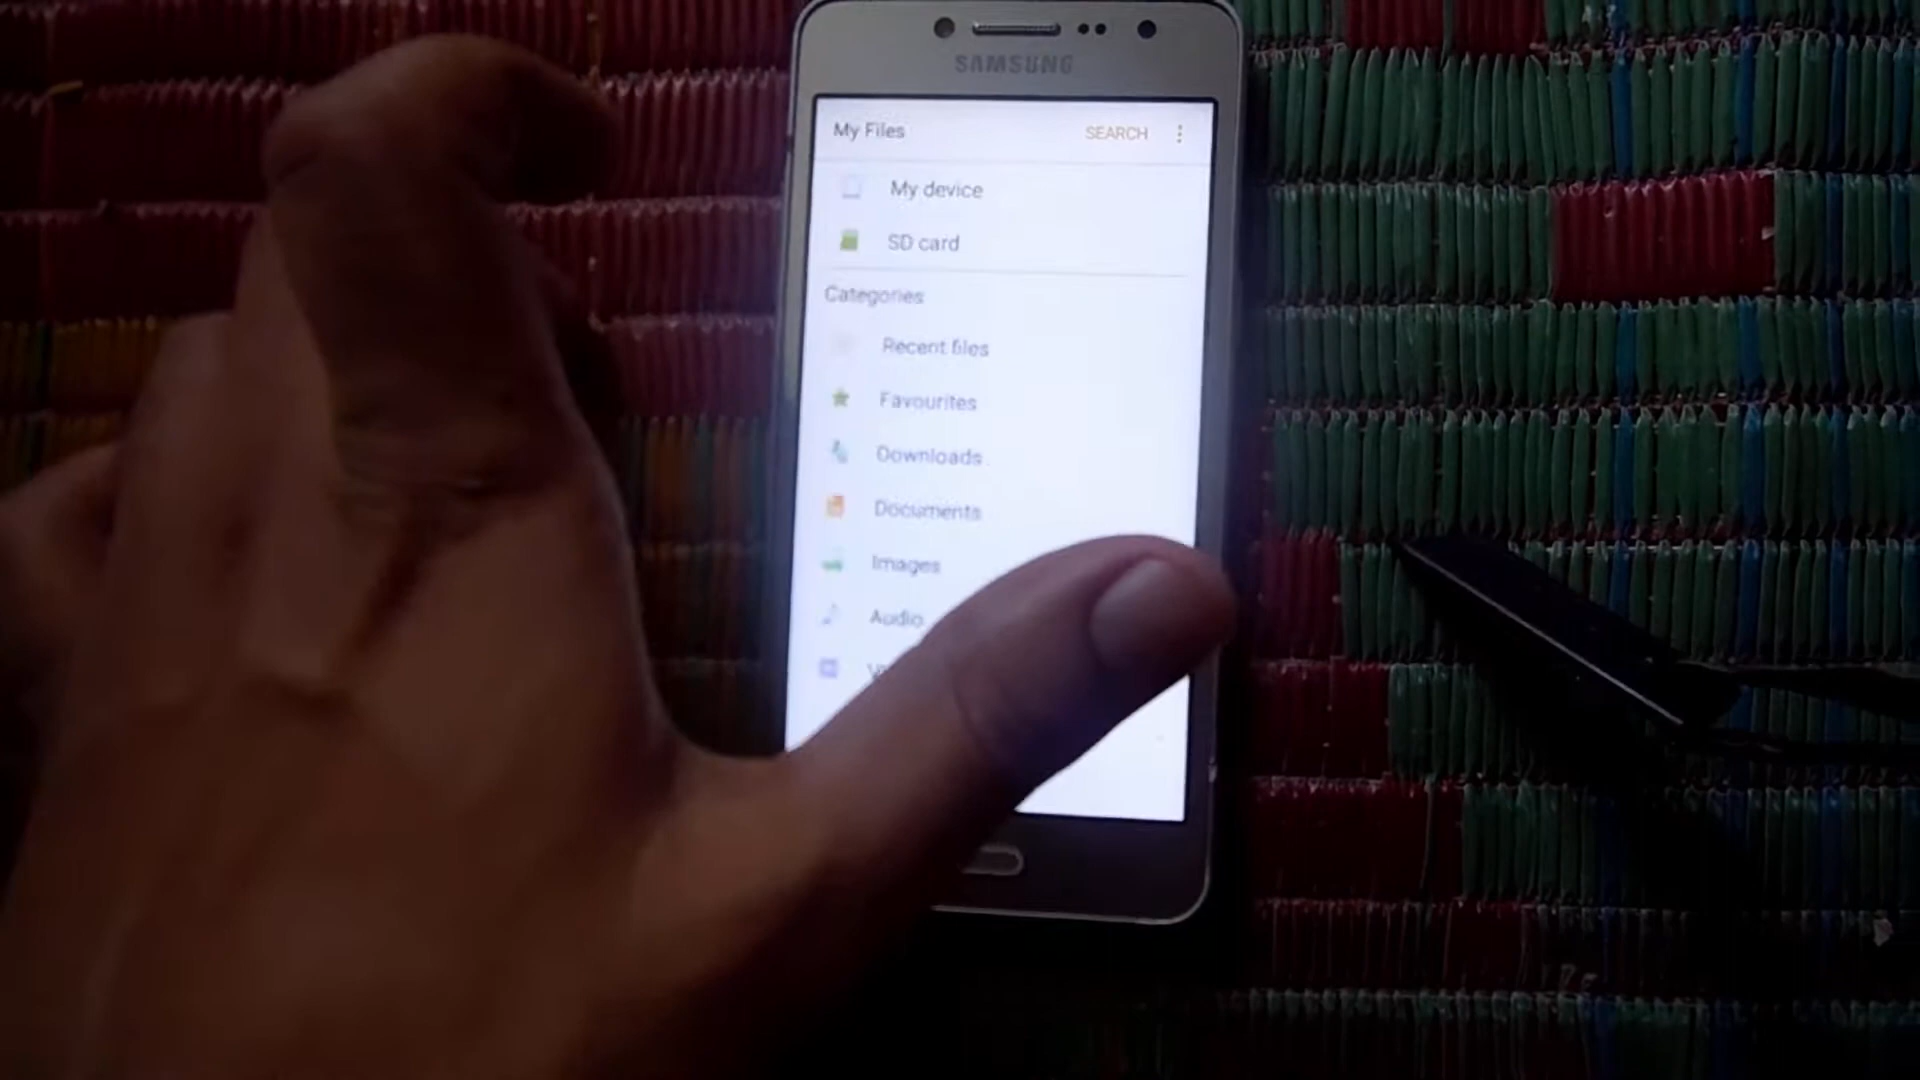 SAMSUNG
My Files SEARCH
My device
SD card
Categories
Recent files
Favourites
Downloads
Documents
Images
Audio